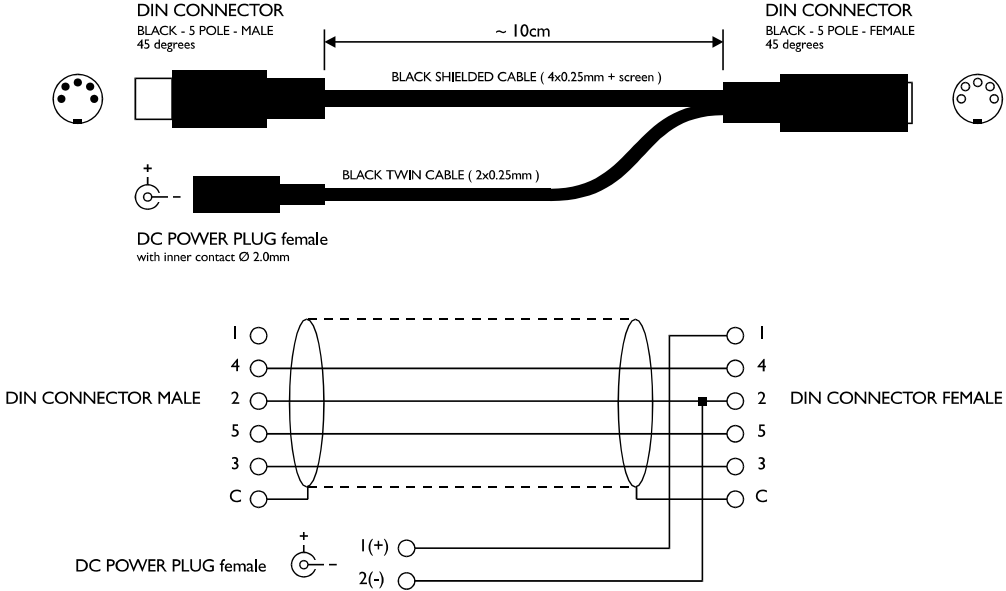 DIN CONNECTOR
BLACK - 5 POLE - MALE
45 degrees
~ 10cm
DIN CONNECTOR
BLACK - 5 POLE - FEMALE
45 degrees
BLACK SHIELDED CABLE ( 4x0.25mm + screen )
BLACK TWIN CABLE ( 2x0.25mm )
+
-
DC POWER PLUG female
with inner contact Ø 2.0mm
1
1
4
4
DIN CONNECTOR MALE
2
2
DIN CONNECTOR FEMALE
5
5
3
3
C
C
DC POWER PLUG female
+
-
1(+)
2(-)